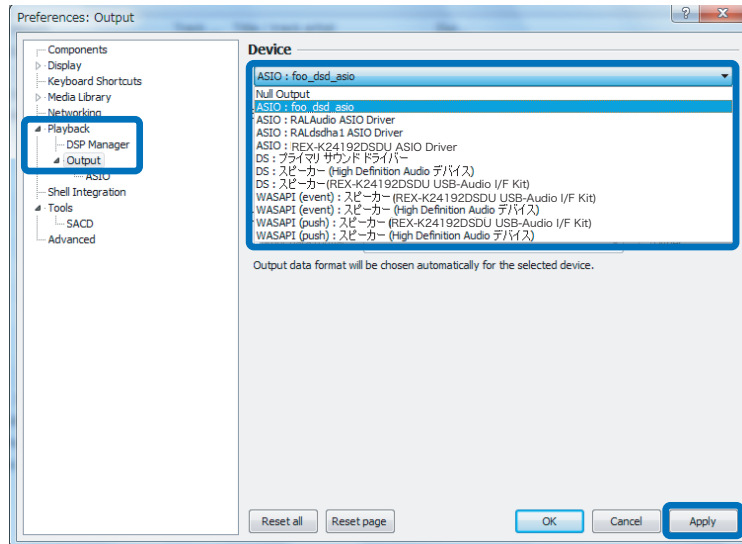 Preferences: Output
Components
Display
Keyboard Shortcuts
Media Library
Networking
Playback
DSP Manager
Output
ASIO
Shell Integration
Tools
SACD
Advanced
Device
ASIO : foo_dsd_asio
Null Output
ASIO : foo_dsd_asio
ASIO : RALAudio ASIO Driver
ASIO : RALdsdha1 ASIO Driver
ASIO : REX-K24192DSDU ASIO Driver
DS : プライマリ サウンド ドライバー
DS : スピーカー (High Definition Audio デバイス)
DS : スピーカー(REX-K24192DSDU USB-Audio I/F Kit)
WASAPI (event) : スピーカー(REX-K24192DSDU USB-Audio I/F Kit)
WASAPI (event) : スピーカー (High Definition Audio デバイス)
WASAPI (push) : スピーカー (REX-K24192DSDU USB-Audio I/F Kit)
WASAPI (push) : スピーカー (High Definition Audio デバイス)
Output data format will be chosen automatically for the selected device.
Reset all
Reset page
OK
Cancel
Apply